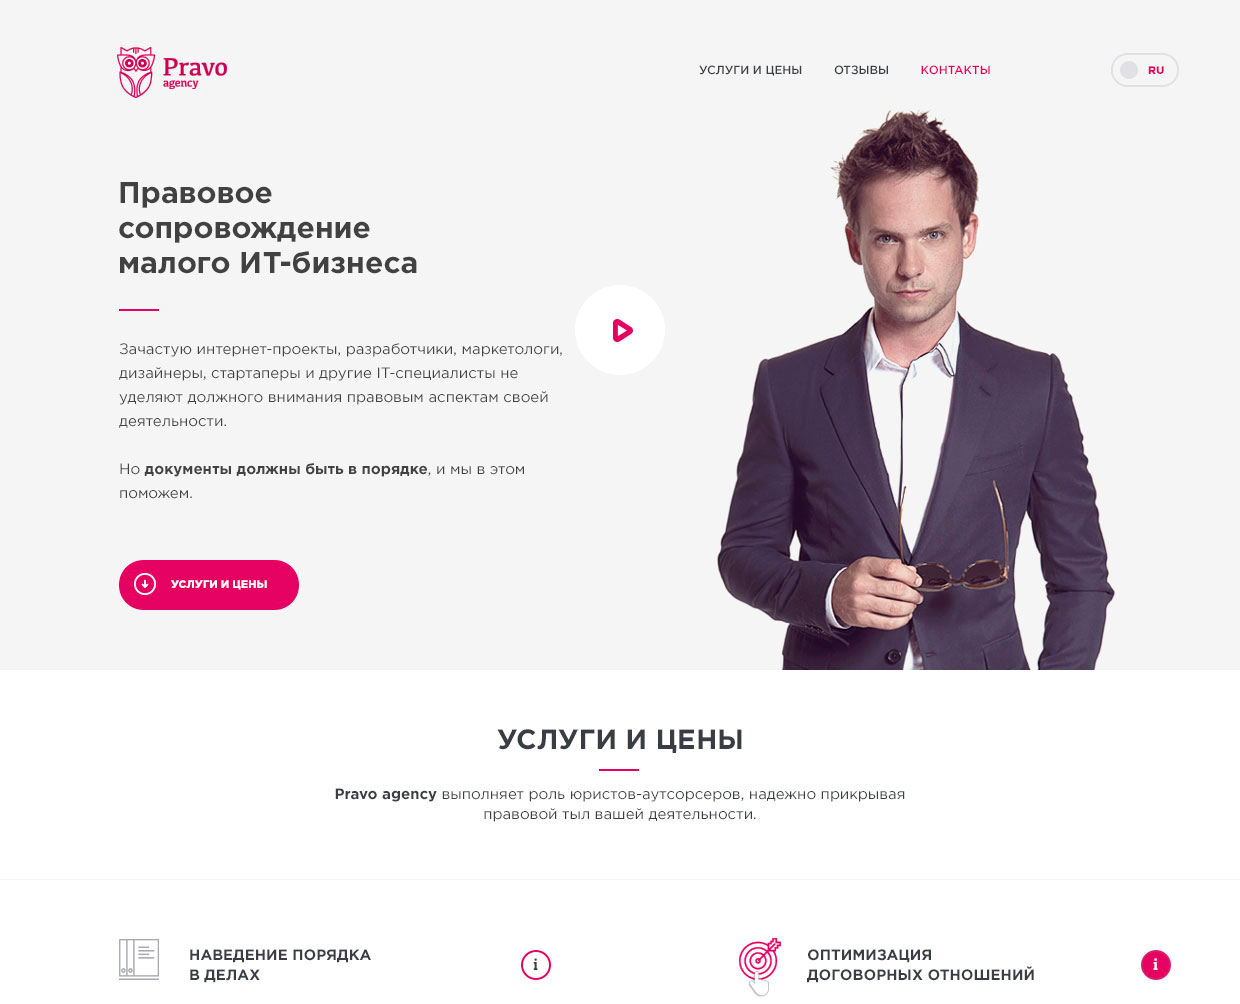 Pravo
agency
УСЛУГИ И ЦЕНЫ
ОТЗЫВЫ
КОНТАКТЫ
RU
Правовое
сопровождение
малого ИТ-бизнеса
Зачастую интернет-проекты, разработчики, маркетологи,
дизайнеры, стартаперы и другие IT-специалисты не
уделяют должного внимания правовым аспектам своей
деятельности.
Но документы должны быть в порядке, и мы в этом
поможем.
УСЛУГИ И ЦЕНЫ
УСЛУГИ И ЦЕНЫ
Pravo agency выполняет роль юристов-аутсорсеров, надежно прикрывая
правовой тыл вашей деятельности.
НАВЕДЕНИЕ ПОРЯДКА
В ДЕЛАХ
i
ОПТИМИЗАЦИЯ
ДОГОВОРНЫХ ОТНОШЕНИЙ
i